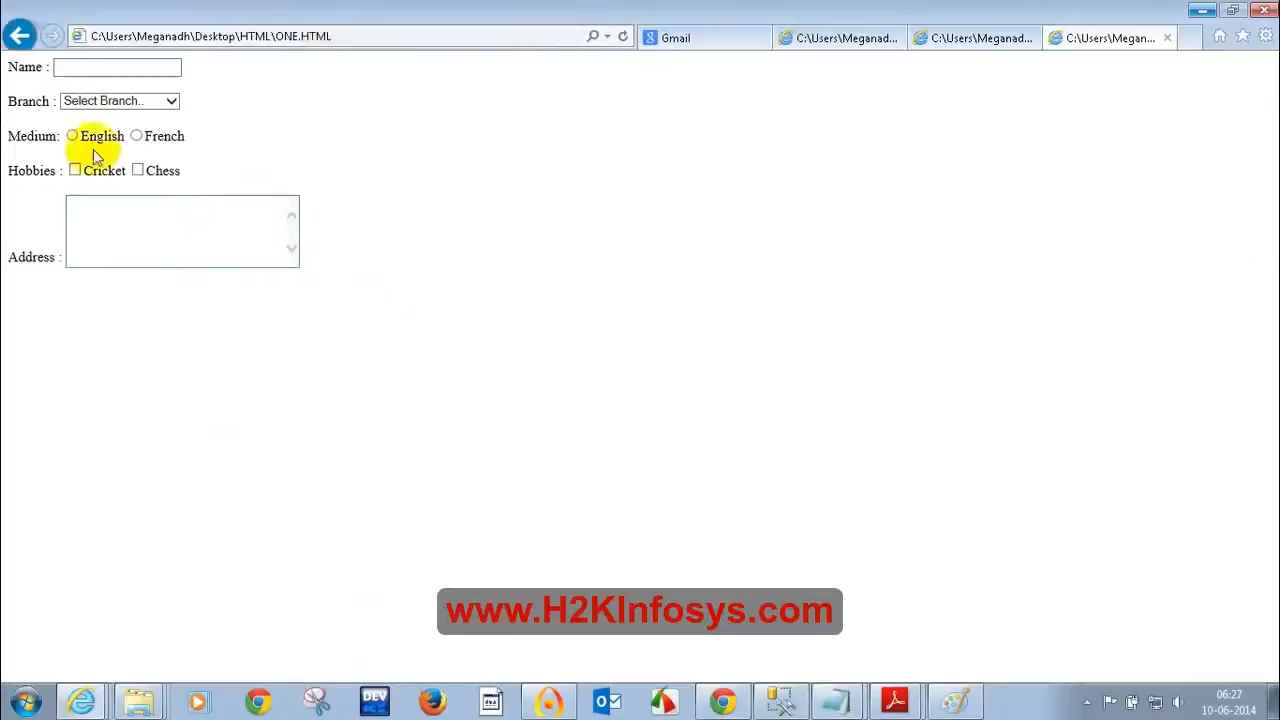 C:\Users\Meganadh\Desktop\HTML\ONE.HTML
Gmail
C:\Users\Meganad...
C:\Users\Meganad...
C:\Users\Megan...
Name :
Branch : Select Branch..
Medium: English French
Hobbies : Cricket Chess
Address :
www.H2KInfosys.com
DEV
06:27
10-06-2014